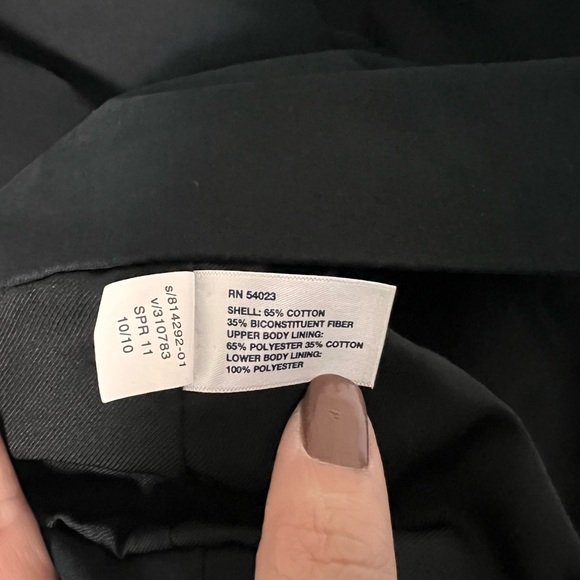 s/814292-01
v/310783
SPR 11
10/10
RN 54023
SHELL: 65% COTTON
35% BICONSTITUENT FIBER
UPPER BODY LINING:
65% POLYESTER 35% COTTON
LOWER BODY LINING:
100% POLYESTER